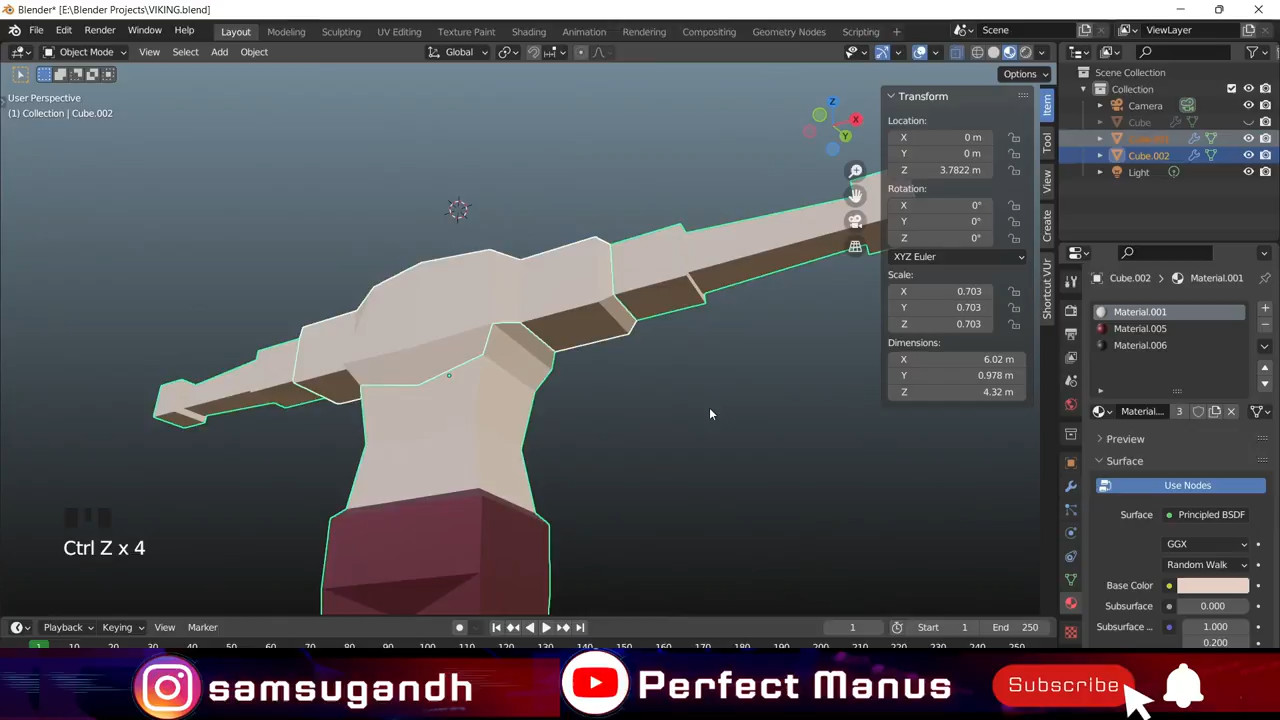 Blender* [E:\Blender Projects\VIKING.blend]
File Edit Render Window Help Layout Modeling Sculpting UV Editing Texture Paint Shading Animation Rendering Compositing Geometry Nodes Scripting + Scene ViewLayer
Object Mode View Select Add Object Global
Options
User Perspective
(1) Collection | Cube.002
Z
X
Y
Transform
Location:
X 0 m
Y 0 m
Z 3.7822 m
Rotation:
X 0°
Y 0°
Z 0°
XYZ Euler
Scale:
X 0.703
Y 0.703
Z 0.703
Dimensions:
X 6.02 m
Y 0.978 m
Z 4.32 m
Item
Tool
View
Create
Shortcut VUr
Scene Collection
Collection
Camera
Cube
Cube.002
Light
Cube.002 Material.001
Material.001
Material.005
Material.006
Material.... 3
Preview
Surface
Use Nodes
Surface Principled BSDF
GGX
Random Walk
Base Color
Subsurface 0.000
Subsurface ... 1.000
0.200
Ctrl Z x 4
Playback Keying View Marker 1 Start 1 End 250
samsugandh Perfect Manus Subscribe